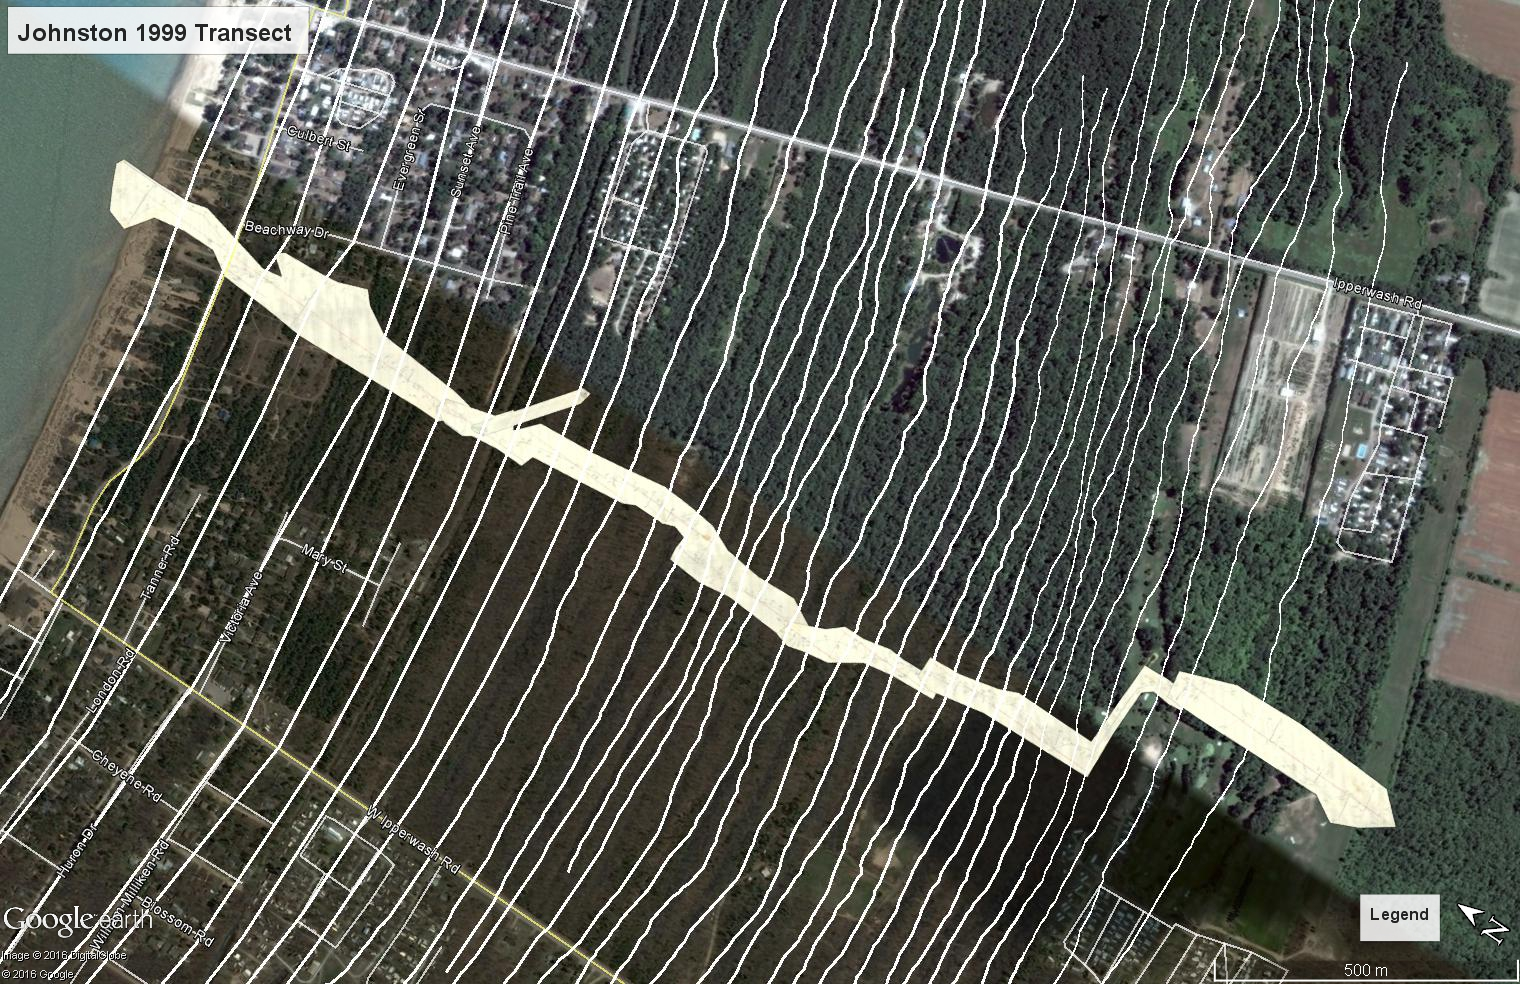 Johnston 1999 Transect
Culbert St
Evergreen St
Sunset Ave
Pine Trail Ave
Beachway Dr
Ipperwash Rd
Tanner Rd
Mary St
Victoria Ave
London Rd
Cheyene Rd
W Ipperwash Rd
Huron Dr
William Milliken Rd
Blossom Rd
Google earth
Image © 2016 DigitalGlobe
© 2016 Google
Legend
N
500 m